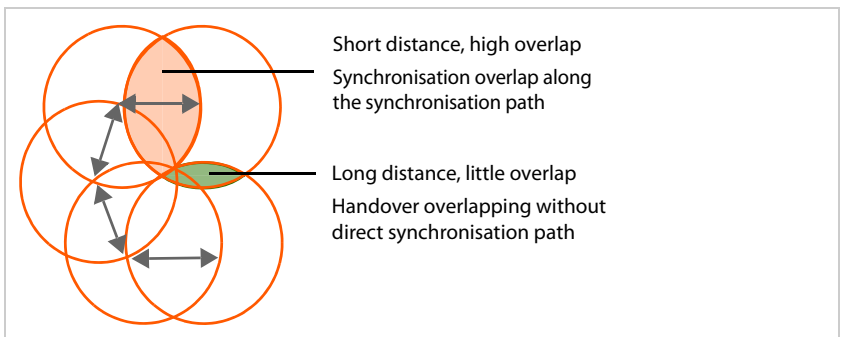 Short distance, high overlap
Synchronisation overlap along
the synchronisation path
Long distance, little overlap
Handover overlapping without
direct synchronisation path